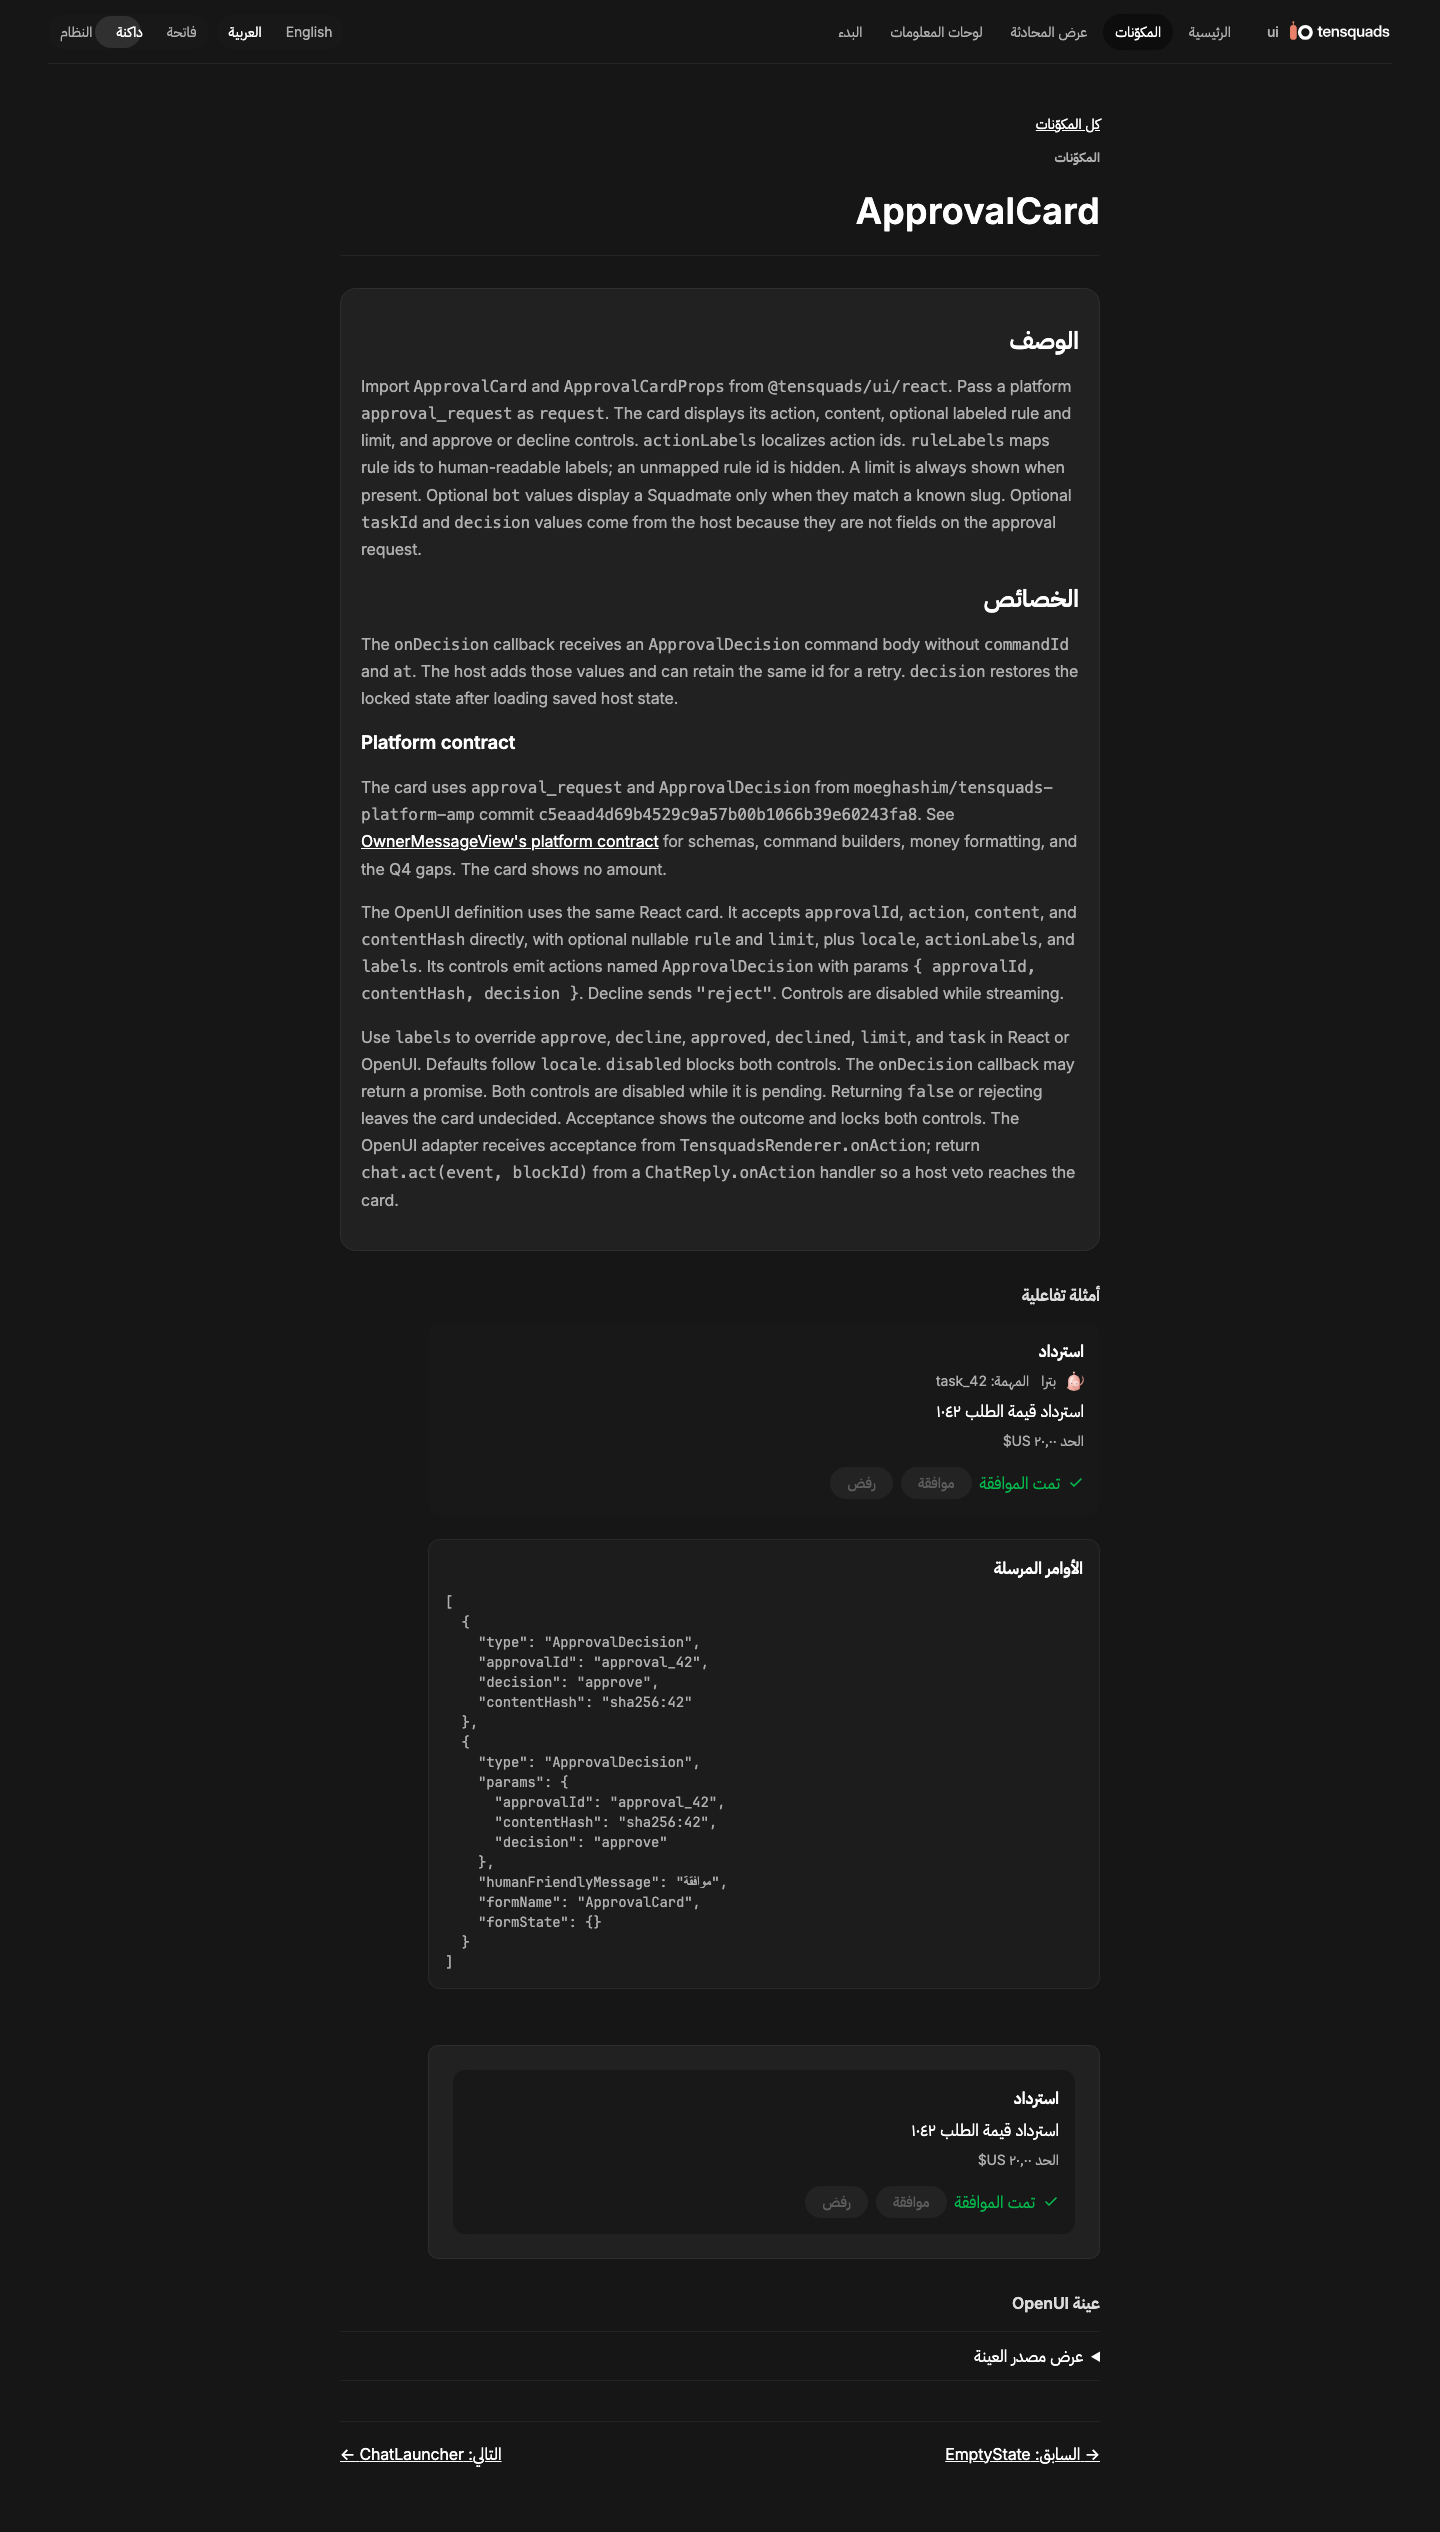 tensquads ui الرئيسية المكوّنات عرض المحادثة لوحات المعلومات البدء English العربية فاتحة داكنة النظام
كل المكوّنات
المكوّنات
ApprovalCard
الوصف
Import ApprovalCard and ApprovalCardProps from @tensquads/ui/react. Pass a platform
approval_request as request. The card displays its action, content, optional labeled rule and
limit, and approve or decline controls. actionLabels localizes action ids. ruleLabels maps
rule ids to human-readable labels; an unmapped rule id is hidden. A limit is always shown when
present. Optional bot values display a Squadmate only when they match a known slug. Optional
taskId and decision values come from the host because they are not fields on the approval
request.
الخصائص
The onDecision callback receives an ApprovalDecision command body without commandId
and at. The host adds those values and can retain the same id for a retry. decision restores the
locked state after loading saved host state.
Platform contract
The card uses approval_request and ApprovalDecision from moeghashim/tensquads-
platform-amp commit c5eaad4d69b4529c9a57b00b1066b39e60243fa8. See
OwnerMessageView's platform contract for schemas, command builders, money formatting, and
the Q4 gaps. The card shows no amount.
The OpenUI definition uses the same React card. It accepts approvalId, action, content, and
contentHash directly, with optional nullable rule and limit, plus locale, actionLabels, and
labels. Its controls emit actions named ApprovalDecision with params { approvalId,
contentHash, decision }. Decline sends "reject". Controls are disabled while streaming.
Use labels to override approve, decline, approved, declined, limit, and task in React or
OpenUI. Defaults follow locale. disabled blocks both controls. The onDecision callback may
return a promise. Both controls are disabled while it is pending. Returning false or rejecting
leaves the card undecided. Acceptance shows the outcome and locks both controls. The
OpenUI adapter receives acceptance from TensquadsRenderer.onAction; return
chat.act(event, blockId) from a ChatReply.onAction handler so a host veto reaches the
card.
أمثلة تفاعلية
استرداد
بترا المهمة: task_42
استرداد قيمة الطلب ١٠٤٢
الحد ٢٠٫٠٠ US$
تمت الموافقة موافقة رفض
الأوامر المرسلة
[
{
"type": "ApprovalDecision",
"approvalId": "approval_42",
"decision": "approve",
"contentHash": "sha256:42"
},
{
"type": "ApprovalDecision",
"params": {
"approvalId": "approval_42",
"contentHash": "sha256:42",
"decision": "approve"
},
"humanFriendlyMessage": "موافقة",
"formName": "ApprovalCard",
"formState": {}
}
]
استرداد
استرداد قيمة الطلب ١٠٤٢
الحد ٢٠٫٠٠ US$
تمت الموافقة موافقة رفض
عينة OpenUI
عرض مصدر العينة
→ السابق: EmptyState التالي: ChatLauncher ←